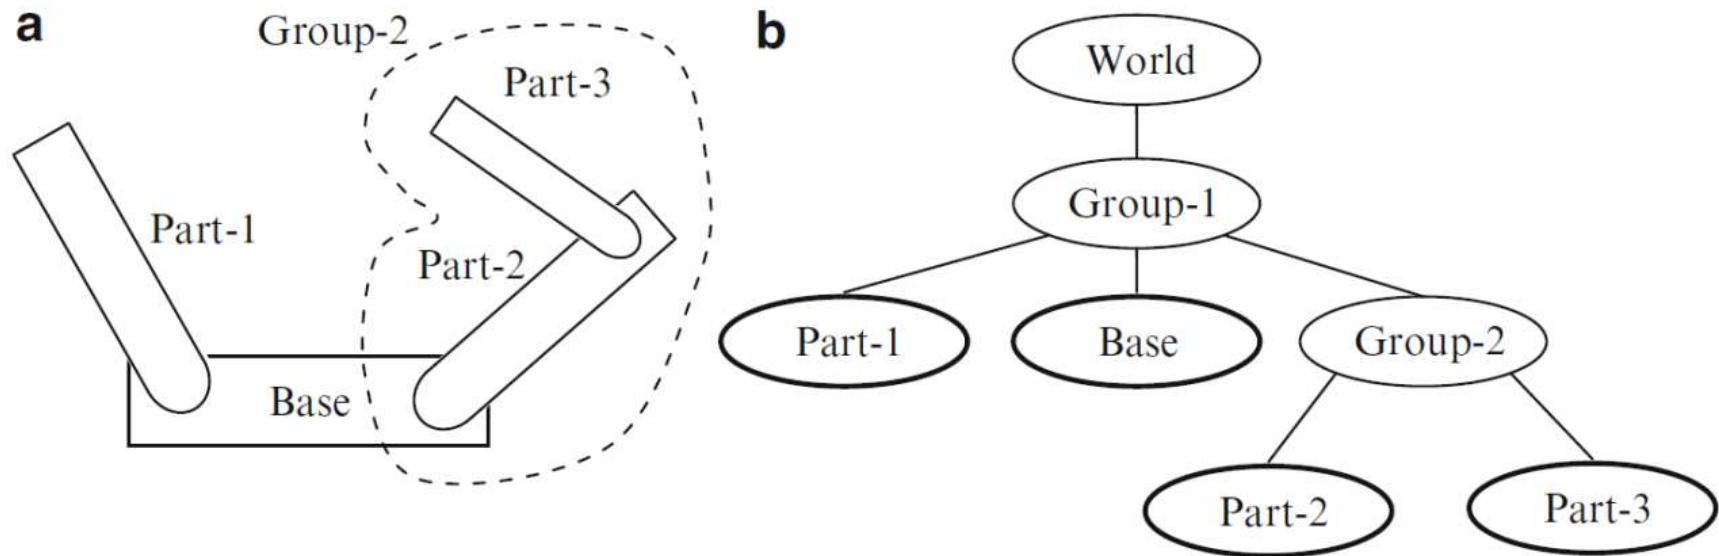 a
Group-2
Part-3
Part-1
Part-2
Base
b
World
Group-1
Part-1
Base
Group-2
Part-2
Part-3